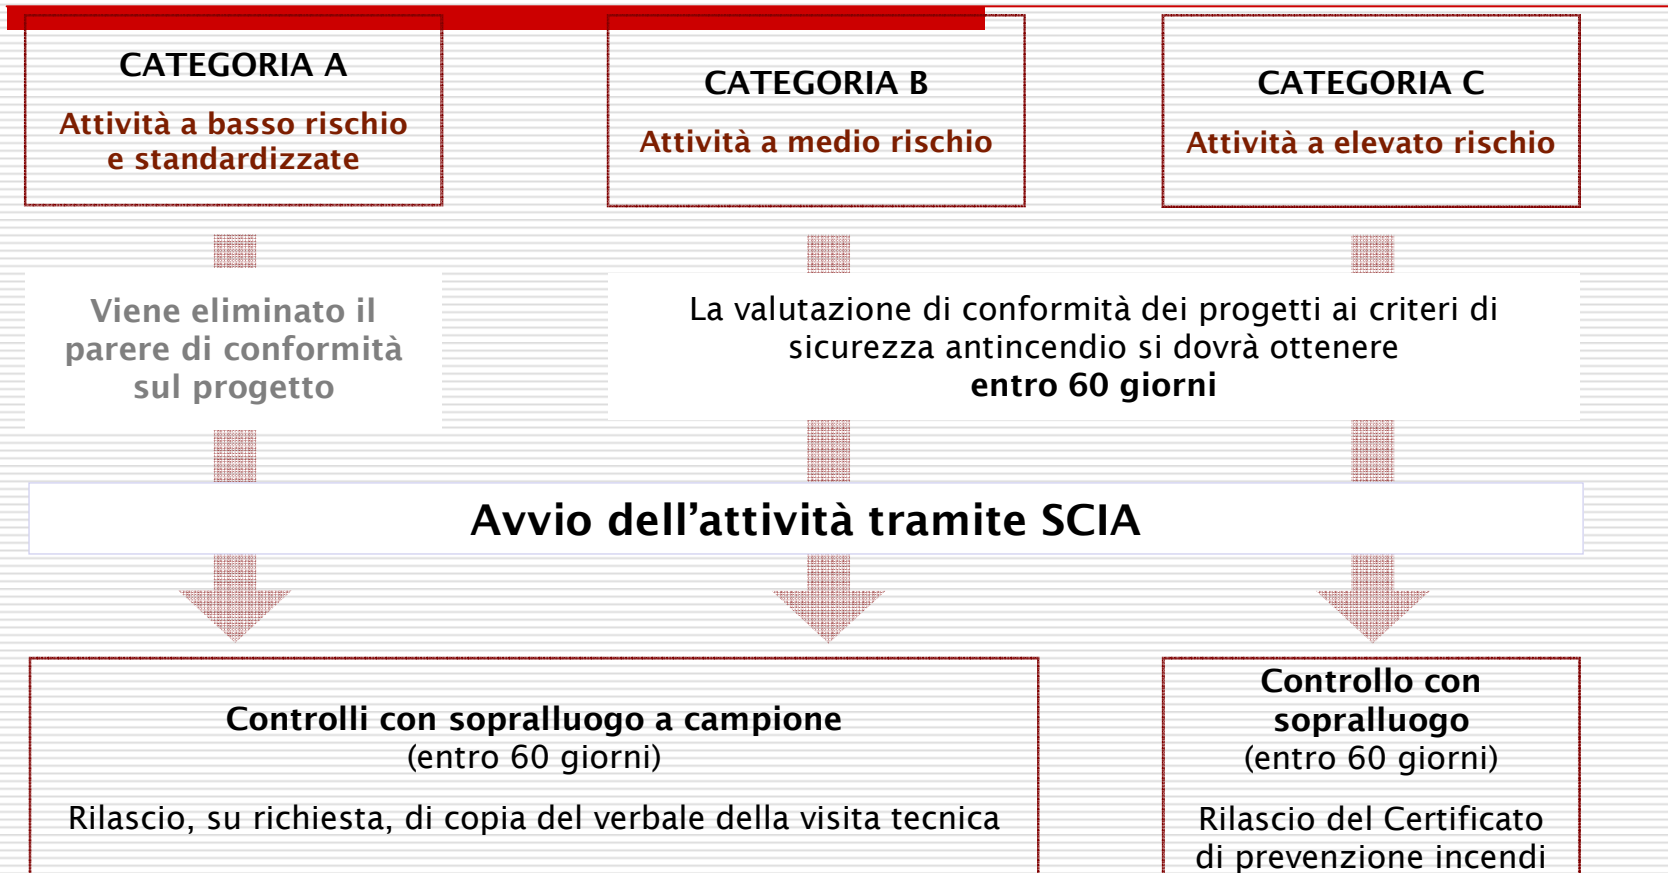 CATEGORIA A
Attività a basso rischio
e standardizzate
CATEGORIA B
Attività a medio rischio
CATEGORIA C
Attività a elevato rischio
Viene eliminato il
parere di conformità
sul progetto
La valutazione di conformità dei progetti ai criteri di
sicurezza antincendio si dovrà ottenere
entro 60 giorni
Avvio dell’attività tramite SCIA
Controlli con sopralluogo a campione
(entro 60 giorni)
Rilascio, su richiesta, di copia del verbale della visita tecnica
Controllo con
sopralluogo
(entro 60 giorni)
Rilascio del Certificato
di prevenzione incendi